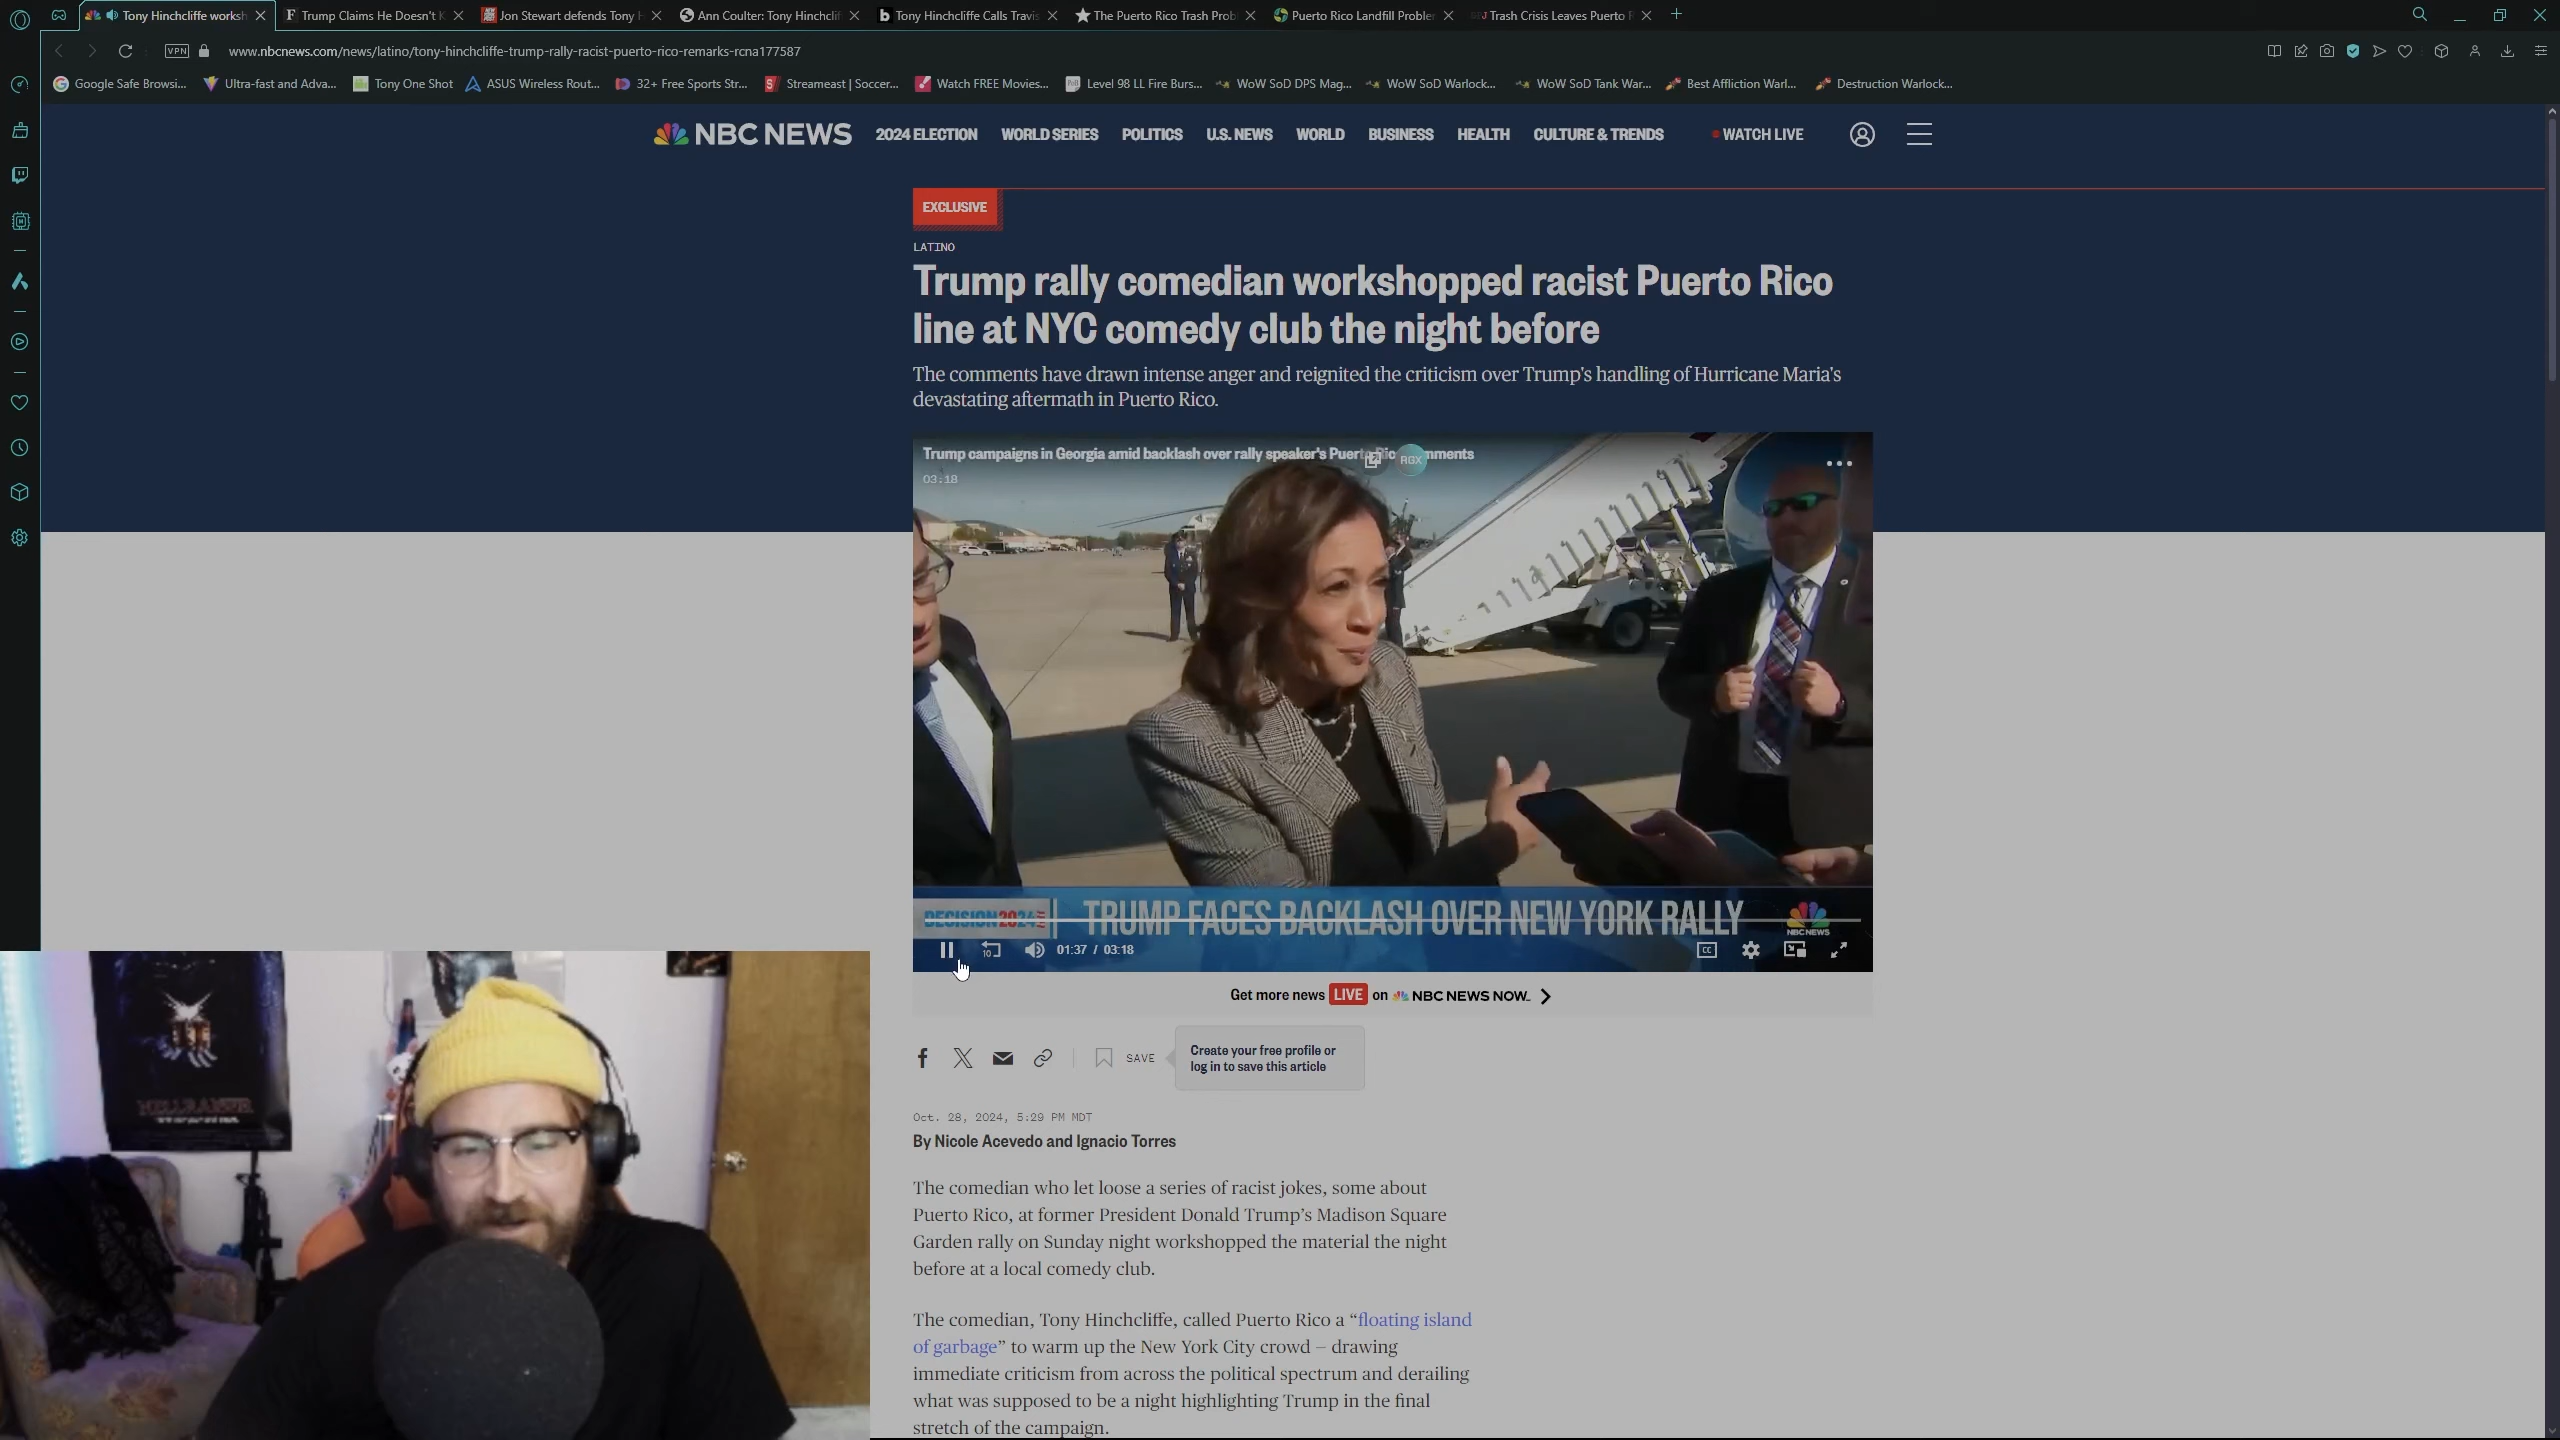 Tony Hinchcliffe worksh
Trump Claims He Doesn't K
Jon Stewart defends Tony H
Ann Coulter: Tony Hinchclif
Tony Hinchcliffe Calls Travis
The Puerto Rico Trash Prob
Puerto Rico Landfill Proble
Trash Crisis Leaves Puerto R
VPN
www.nbcnews.com/news/latino/tony-hinchcliffe-trump-rally-racist-puerto-rico-remarks-rcna177587
Google Safe Browsi...
Ultra-fast and Adva...
Tony One Shot
ASUS Wireless Rout...
32+ Free Sports Str...
Streameast | Soccer...
Watch FREE Movies...
Level 98 LL Fire Burs...
WoW SoD DPS Mag...
WoW SoD Warlock...
WoW SoD Tank War...
Best Affliction Warl...
Destruction Warlock...
NBC NEWS
2024 ELECTION
WORLD SERIES
POLITICS
U.S. NEWS
WORLD
BUSINESS
HEALTH
CULTURE & TRENDS
WATCH LIVE
EXCLUSIVE
LATINO
Trump rally comedian workshopped racist Puerto Rico
line at NYC comedy club the night before
The comments have drawn intense anger and reignited the criticism over Trump's handling of Hurricane Maria's
devastating aftermath in Puerto Rico.
Trump campaigns in Georgia amid backlash over rally speaker's
03:18
DECISION 2024
TRUMP FACES BACKLASH OVER NEW YORK RALLY
NBC NEWS
10
01:37 / 03:18
CC
Get more news LIVE on NBC NEWS NOW.
SAVE
Create your free profile or
log in to save this article
Oct. 28, 2024, 5:29 PM MDT
By Nicole Acevedo and Ignacio Torres
The comedian who let loose a series of racist jokes, some about
Puerto Rico, at former President Donald Trump's Madison Square
Garden rally on Sunday night workshopped the material the night
before at a local comedy club.
The comedian, Tony Hinchcliffe, called Puerto Rico a “floating island
of garbage” to warm up the New York City crowd — drawing
immediate criticism from across the political spectrum and derailing
what was supposed to be a night highlighting Trump in the final
stretch of the campaign.
HELLRAISER